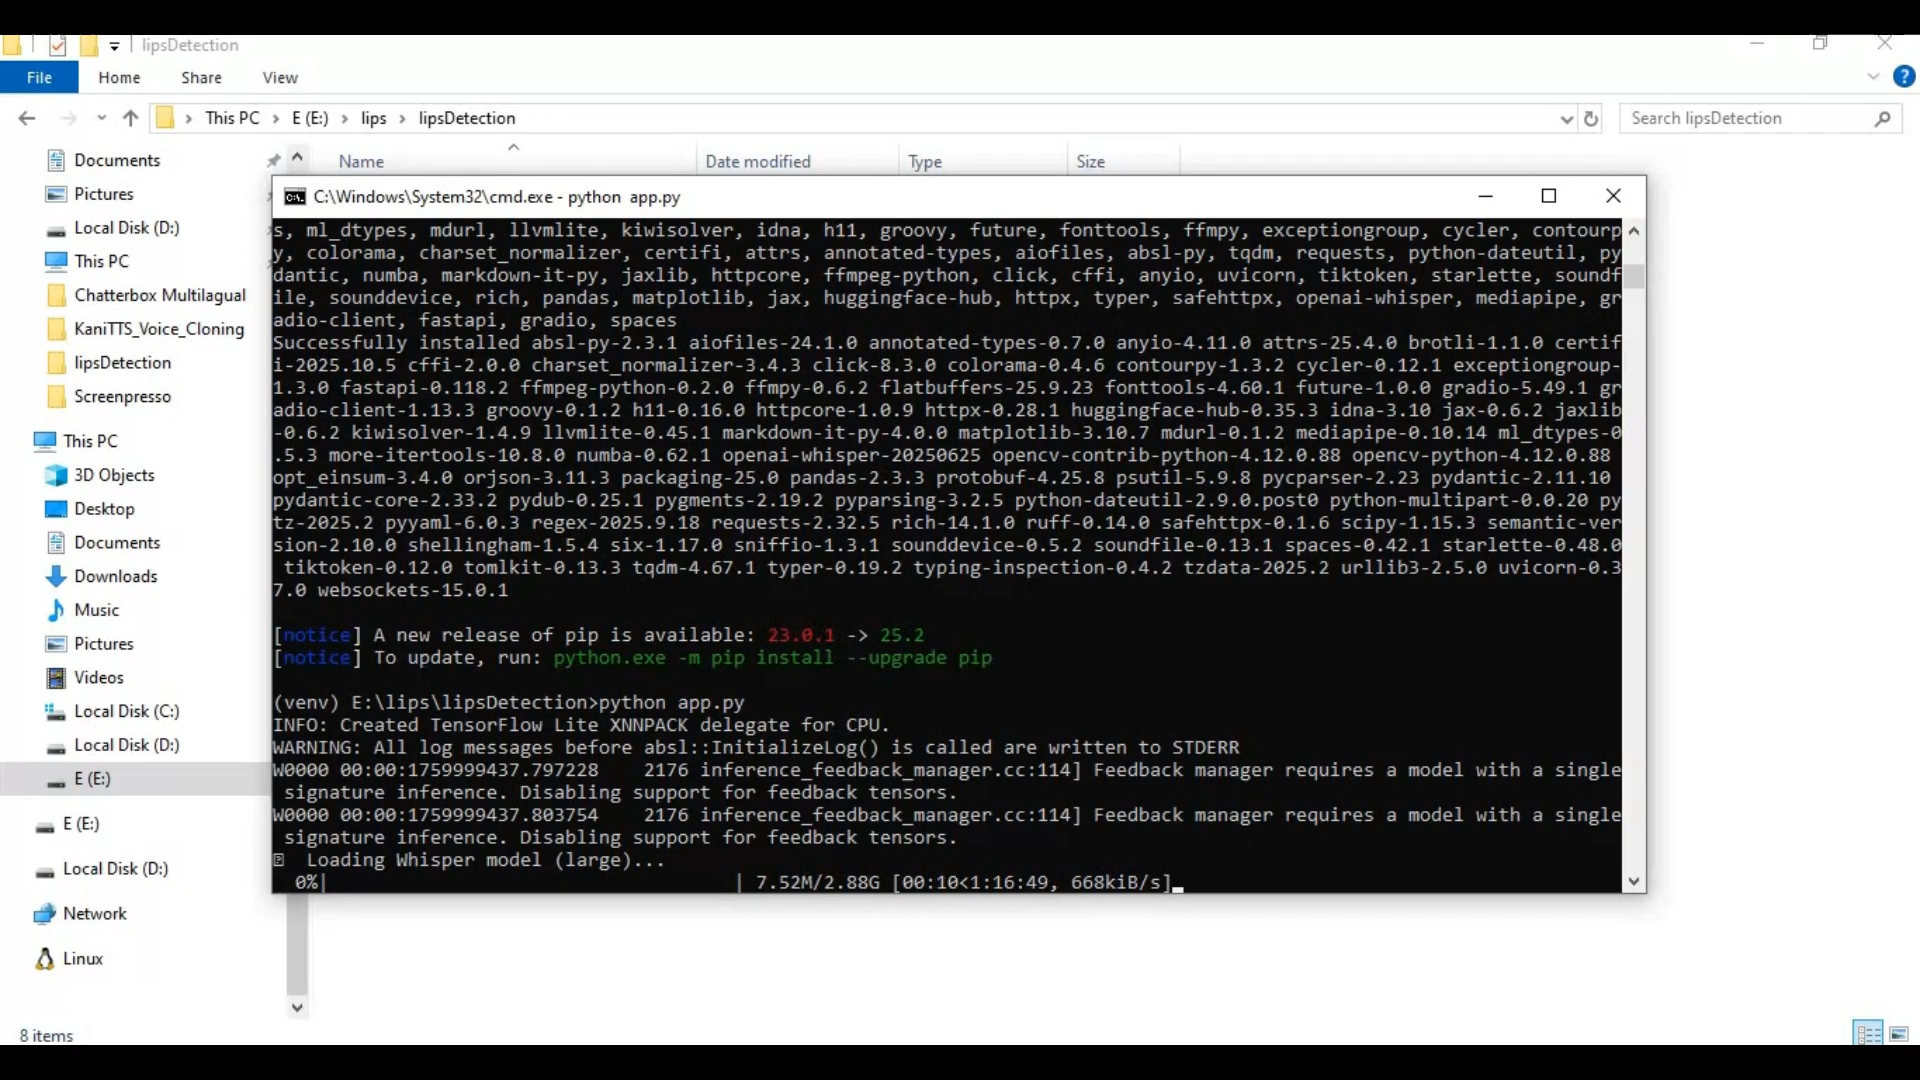 lipsDetection
File Home Share View
This PC E (E:) lips lipsDetection Search lipsDetection
Name Date modified Type Size
Documents
Pictures
Local Disk (D:)
This PC
Chatterbox Multilagual
KaniTTS_Voice_Cloning
lipsDetection
Screenpresso
This PC
3D Objects
Desktop
Documents
Downloads
Music
Pictures
Videos
Local Disk (C:)
Local Disk (D:)
E (E:)
E (E:)
Local Disk (D:)
Network
Linux
8 items
C:\Windows\System32\cmd.exe - python app.py
s, ml_dtypes, mdurl, llvmlite, kiwisolver, idna, h11, groovy, future, fonttools, ffmpy, exceptiongroup, cycler, contourp
y, colorama, charset_normalizer, certifi, attrs, annotated-types, aiofiles, absl-py, tqdm, requests, python-dateutil, py
dantic, numba, markdown-it-py, jaxlib, httpcore, ffmpeg-python, click, cffi, anyio, uvicorn, tiktoken, starlette, soundf
ile, sounddevice, rich, pandas, matplotlib, jax, huggingface-hub, httpx, typer, safehttpx, openai-whisper, mediapipe, gr
adio-client, fastapi, gradio, spaces
Successfully installed absl-py-2.3.1 aiofiles-24.1.0 annotated-types-0.7.0 anyio-4.11.0 attrs-25.4.0 brotli-1.1.0 certif
i-2025.10.5 cffi-2.0.0 charset_normalizer-3.4.3 click-8.3.0 colorama-0.4.6 contourpy-1.3.2 cycler-0.12.1 exceptiongroup-
1.3.0 fastapi-0.118.2 ffmpeg-python-0.2.0 ffmpy-0.6.2 flatbuffers-25.9.23 fonttools-4.60.1 future-1.0.0 gradio-5.49.1 gr
adio-client-1.13.3 groovy-0.1.2 h11-0.16.0 httpcore-1.0.9 httpx-0.28.1 huggingface-hub-0.35.3 idna-3.10 jax-0.6.2 jaxlib
-0.6.2 kiwisolver-1.4.9 llvmlite-0.45.1 markdown-it-py-4.0.0 matplotlib-3.10.7 mdurl-0.1.2 mediapipe-0.10.14 ml_dtypes-0
.5.3 more-itertools-10.8.0 numba-0.62.1 openai-whisper-20250625 opencv-contrib-python-4.12.0.88 opencv-python-4.12.0.88
opt_einsum-3.4.0 orjson-3.11.3 packaging-25.0 pandas-2.3.3 protobuf-4.25.8 psutil-5.9.8 pycparser-2.23 pydantic-2.11.10
pydantic-core-2.33.2 pydub-0.25.1 pygments-2.19.2 pyparsing-3.2.5 python-dateutil-2.9.0.post0 python-multipart-0.0.20 py
tz-2025.2 pyyaml-6.0.3 regex-2025.9.18 requests-2.32.5 rich-14.1.0 ruff-0.14.0 safehttpx-0.1.6 scipy-1.15.3 semantic-ver
sion-2.10.0 shellingham-1.5.4 six-1.17.0 sniffio-1.3.1 sounddevice-0.5.2 soundfile-0.13.1 spaces-0.42.1 starlette-0.48.0
tiktoken-0.12.0 tomlkit-0.13.3 tqdm-4.67.1 typer-0.19.2 typing-inspection-0.4.2 tzdata-2025.2 urllib3-2.5.0 uvicorn-0.3
7.0 websockets-15.0.1
[notice] A new release of pip is available: 23.0.1 -> 25.2
[notice] To update, run: python.exe -m pip install --upgrade pip
(venv) E:\lips\lipsDetection>python app.py
INFO: Created TensorFlow Lite XNNPACK delegate for CPU.
WARNING: All log messages before absl::InitializeLog() is called are written to STDERR
W0000 00:00:1759999437.797228    2176 inference_feedback_manager.cc:114] Feedback manager requires a model with a single
signature inference. Disabling support for feedback tensors.
W0000 00:00:1759999437.803754    2176 inference_feedback_manager.cc:114] Feedback manager requires a model with a single
signature inference. Disabling support for feedback tensors.
Loading Whisper model (large)...
0%| | 7.52M/2.88G [00:10<1:16:49, 668kiB/s]